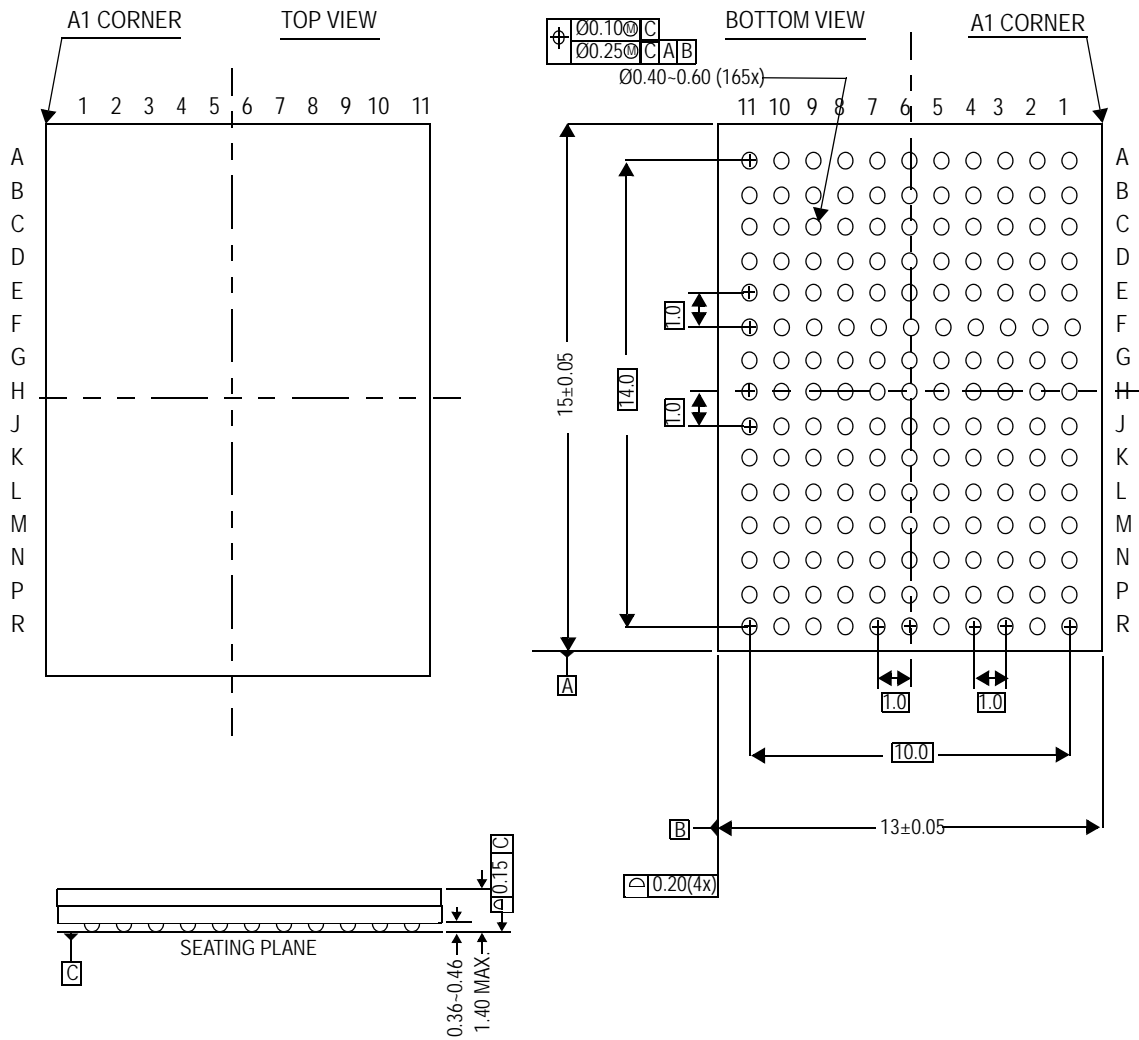 A1 CORNER
TOP VIEW
1 2 3 4 5 6 7 8 9 10 11
A
B
C
D
E
F
G
H
J
K
L
M
N
P
R
Ø0.10Ⓜ C
Ø0.25Ⓜ C A B
BOTTOM VIEW
A1 CORNER
Ø0.40~0.60 (165x)
11 10 9 8 7 6 5 4 3 2 1
A
B
C
D
E
F
G
H
J
K
L
M
N
P
R
1.0
1.0
14.0
15±0.05
A
1.0
1.0
10.0
B
13±0.05
0.20(4x)
0.15 C
SEATING PLANE
C
0.36~0.46
1.40 MAX.